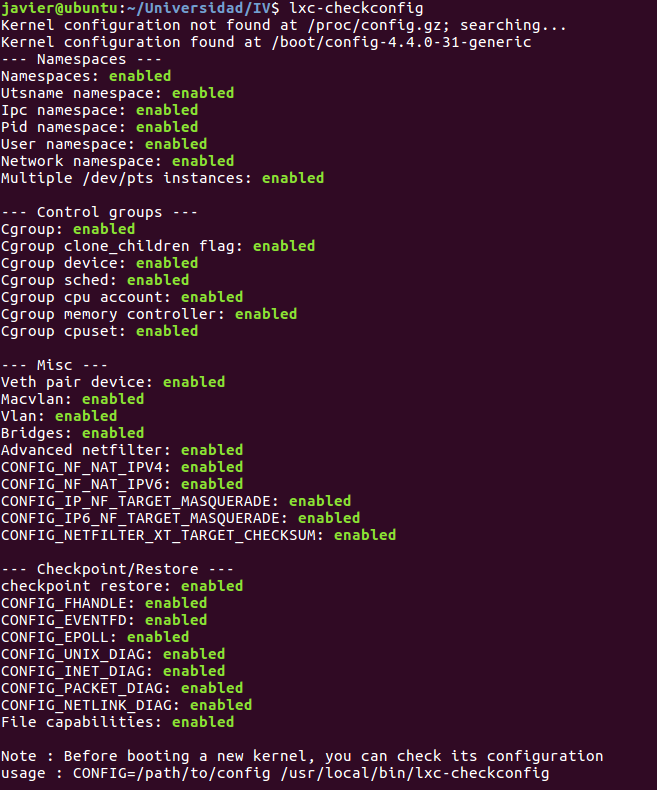 javier@ubuntu:~/Universidad/IV$ lxc-checkconfig
Kernel configuration not found at /proc/config.gz; searching...
Kernel configuration found at /boot/config-4.4.0-31-generic
--- Namespaces ---
Namespaces: enabled
Utsname namespace: enabled
Ipc namespace: enabled
Pid namespace: enabled
User namespace: enabled
Network namespace: enabled
Multiple /dev/pts instances: enabled

--- Control groups ---
Cgroup: enabled
Cgroup clone_children flag: enabled
Cgroup device: enabled
Cgroup sched: enabled
Cgroup cpu account: enabled
Cgroup memory controller: enabled
Cgroup cpuset: enabled

--- Misc ---
Veth pair device: enabled
Macvlan: enabled
Vlan: enabled
Bridges: enabled
Advanced netfilter: enabled
CONFIG_NF_NAT_IPV4: enabled
CONFIG_NF_NAT_IPV6: enabled
CONFIG_IP_NF_TARGET_MASQUERADE: enabled
CONFIG_IP6_NF_TARGET_MASQUERADE: enabled
CONFIG_NETFILTER_XT_TARGET_CHECKSUM: enabled

--- Checkpoint/Restore ---
checkpoint restore: enabled
CONFIG_FHANDLE: enabled
CONFIG_EVENTFD: enabled
CONFIG_EPOLL: enabled
CONFIG_UNIX_DIAG: enabled
CONFIG_INET_DIAG: enabled
CONFIG_PACKET_DIAG: enabled
CONFIG_NETLINK_DIAG: enabled
File capabilities: enabled

Note : Before booting a new kernel, you can check its configuration
usage : CONFIG=/path/to/config /usr/local/bin/lxc-checkconfig